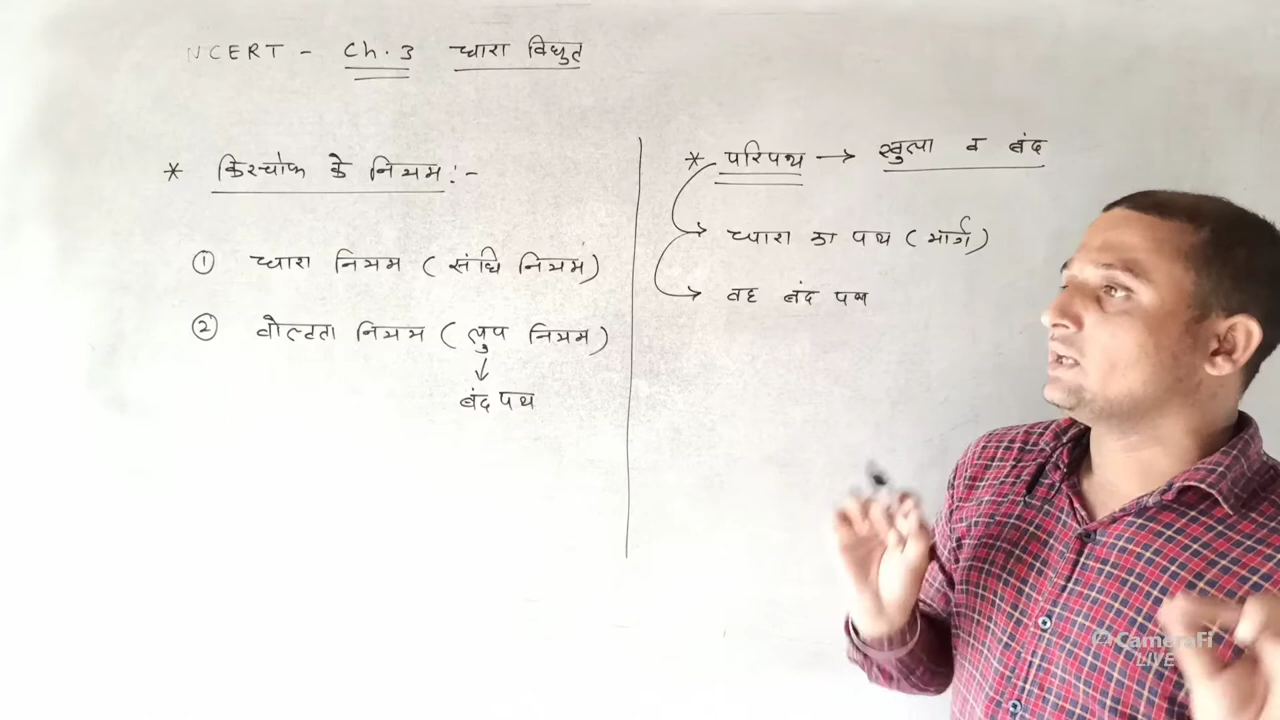 NCERT - Ch. 3 धारा विधुत
* किरचोफ के नियम :-
① धारा नियम ( संधि नियम )
② वोल्टता नियम ( लुप नियम )
↓
बंद पथ
* परिपथ → खुला व बंद
→ धारा का पथ ( मार्ग )
→ वह बंद पथ
CameraFi
LIVE